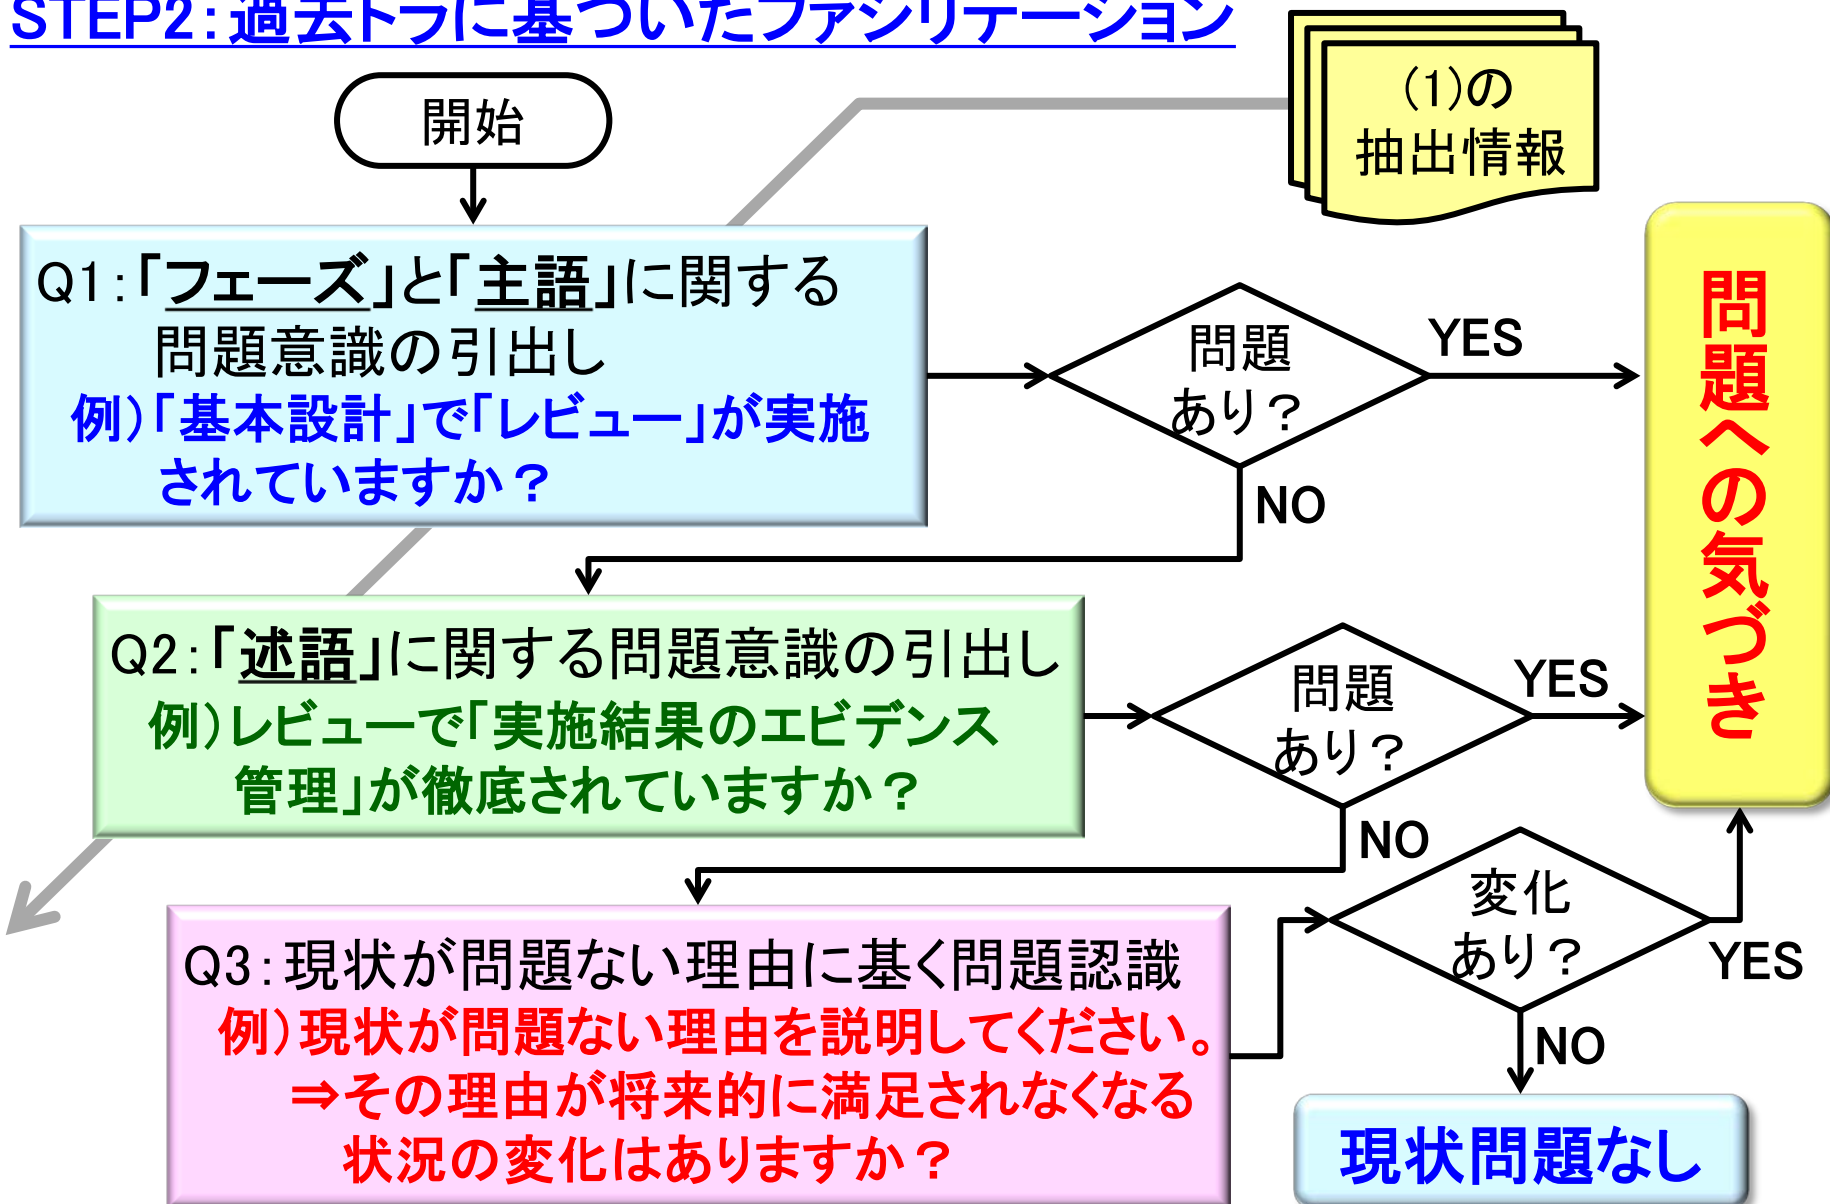 STEP2：過去トラに基づいたファシリテーション
(1)の
抽出情報
開始
Q1：「フェーズ」と「主語」に関する
問題意識の引出し
例）「基本設計」で「レビュー」が実施
されていますか？
問題
あり？
YES
NO
問題への気づき
Q2：「述語」に関する問題意識の引出し
例）レビューで「実施結果のエビデンス
管理」が徹底されていますか？
問題
あり？
YES
NO
Q3：現状が問題ない理由に基く問題認識
例）現状が問題ない理由を説明してください。
⇒その理由が将来的に満足されなくなる
状況の変化はありますか？
変化
あり？
YES
NO
現状問題なし